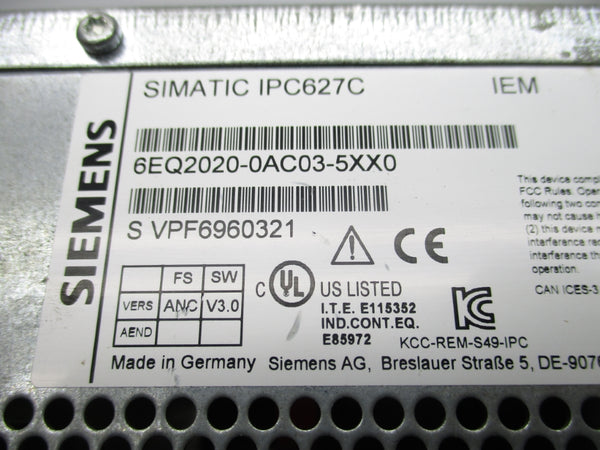 SIEMENS
SIMATIC IPC627C IEM
6EQ2020-0AC03-5XX0
S VPF6960321
This device compl
FCC Rules. Oper
following two con
may not cause h
(2) this device m
interference rec
interference th
operation.
CAN ICES-3
CE
FS SW
VERS ANC V3.0
AEND
C UL US LISTED
I.T.E. E115352
IND.CONT.EQ.
E85972
KC
KCC-REM-S49-IPC
Made in Germany Siemens AG, Breslauer Straße 5, DE-9076